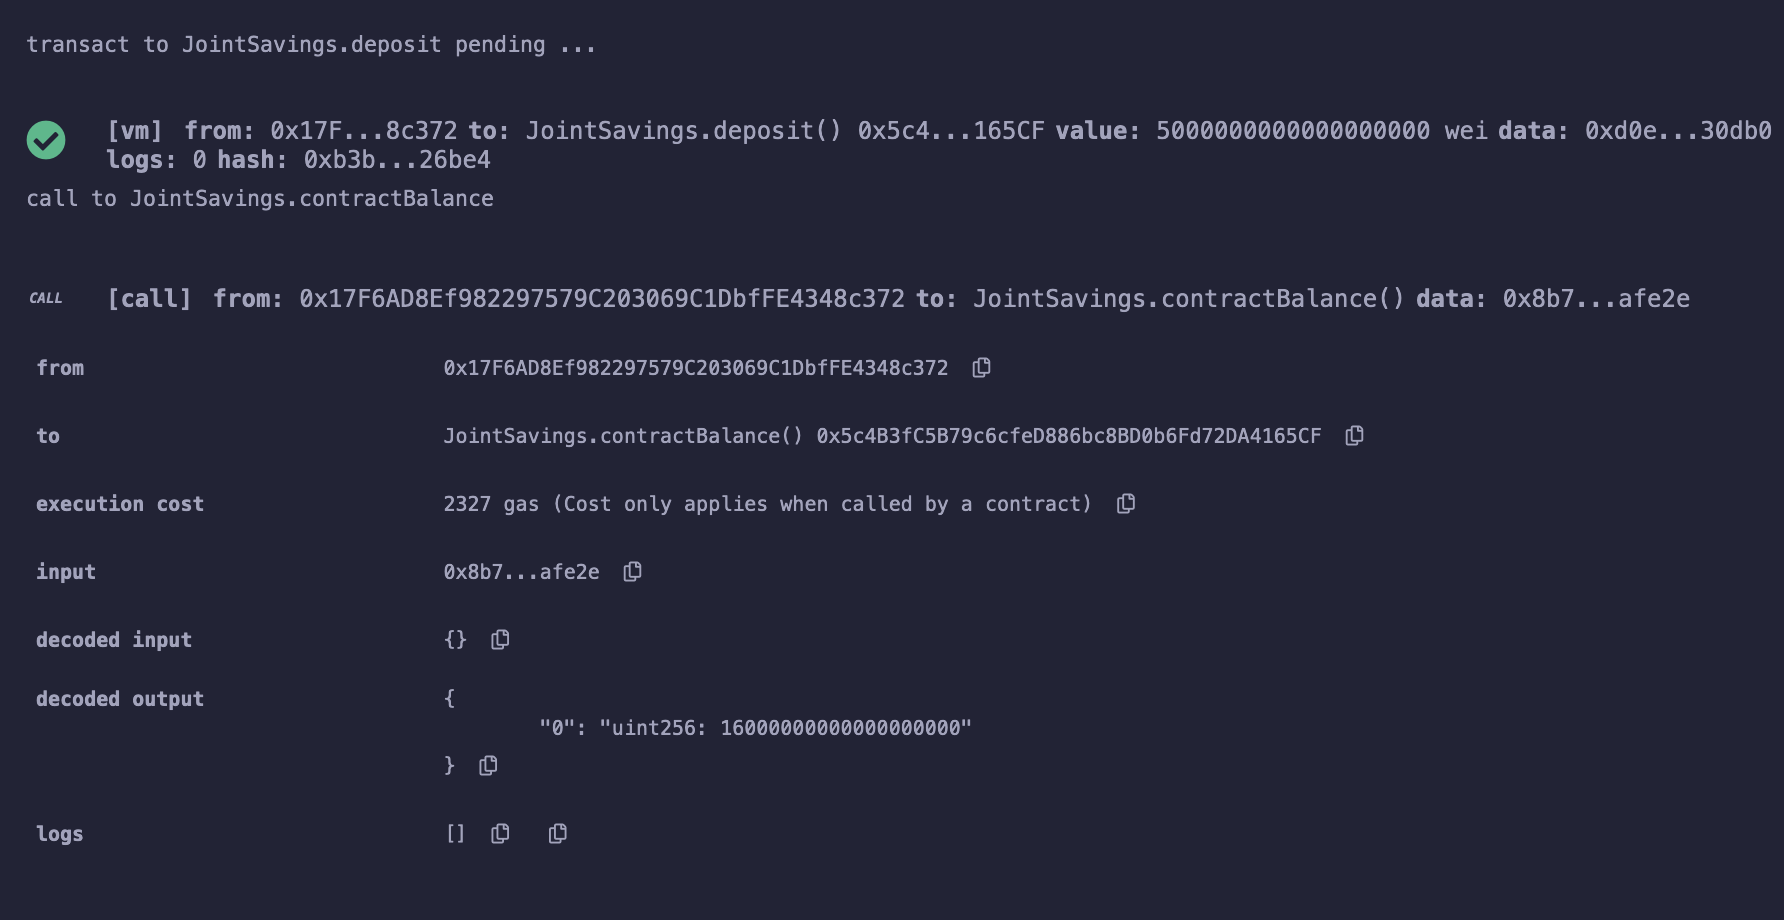 transact to JointSavings.deposit pending ...
[vm] from: 0x17F...8c372 to: JointSavings.deposit() 0x5c4...165CF value: 5000000000000000000 wei data: 0xd0e...30db0
logs: 0 hash: 0xb3b...26be4
call to JointSavings.contractBalance
CALL [call] from: 0x17F6AD8Ef982297579C203069C1DbfFE4348c372 to: JointSavings.contractBalance() data: 0x8b7...afe2e
from 0x17F6AD8Ef982297579C203069C1DbfFE4348c372
to JointSavings.contractBalance() 0x5c4B3fC5B79c6cfeD886bc8BD0b6Fd72DA4165CF
execution cost 2327 gas (Cost only applies when called by a contract)
input 0x8b7...afe2e
decoded input {}
decoded output {
"0": "uint256: 16000000000000000000"
}
logs []